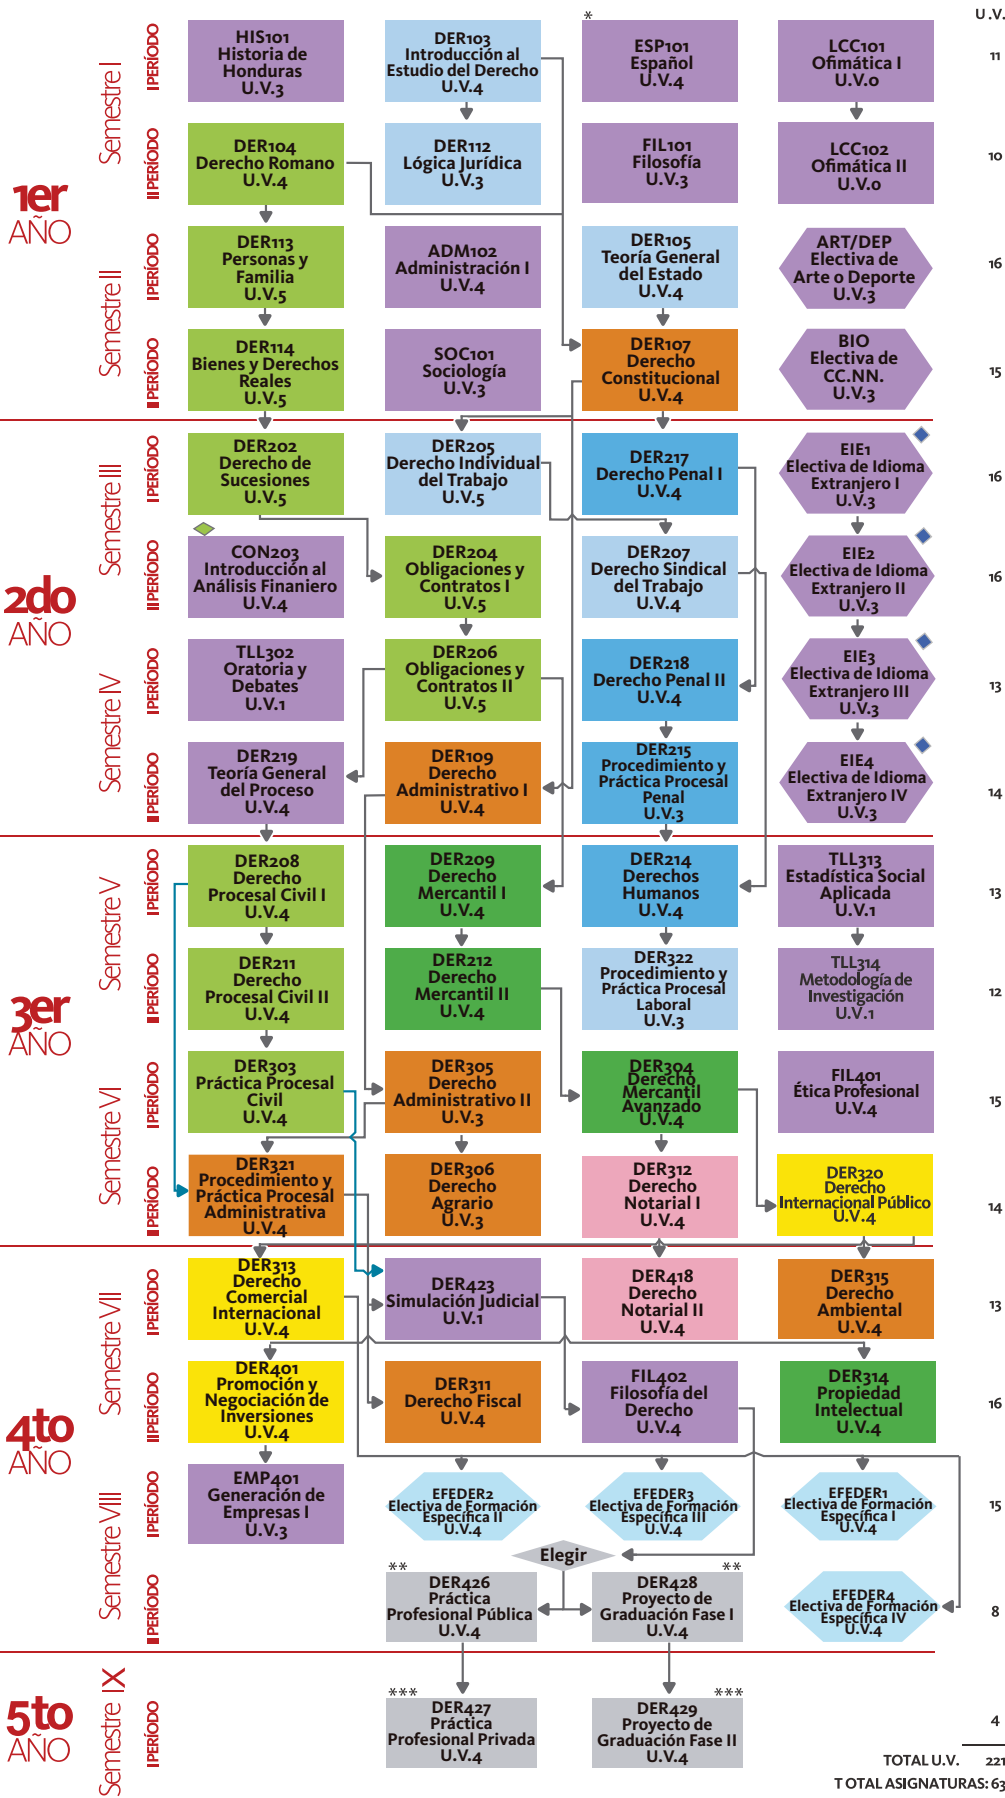 U.V.
*
1er
AÑO
Semestre I
I PERÍODO
HIS101
Historia de
Honduras
U.V.3
DER103
Introducción al
Estudio del Derecho
U.V.4
ESP101
Español
U.V.4
LCC101
Ofimática I
U.V.0
11
II PERÍODO
DER104
Derecho Romano
U.V.4
DER112
Lógica Jurídica
U.V.3
FIL101
Filosofía
U.V.3
LCC102
Ofimática II
U.V.0
10
Semestre II
I PERÍODO
DER113
Personas y
Familia
U.V.5
ADM102
Administración I
U.V.4
DER105
Teoría General
del Estado
U.V.4
ART/DEP
Electiva de
Arte o Deporte
U.V.3
16
II PERÍODO
DER114
Bienes y Derechos
Reales
U.V.5
SOC101
Sociología
U.V.3
DER107
Derecho
Constitucional
U.V.4
BIO
Electiva de
CC.NN.
U.V.3
15
2do
AÑO
Semestre III
I PERÍODO
DER202
Derecho de
Sucesiones
U.V.5
DER205
Derecho Individual
del Trabajo
U.V.5
DER217
Derecho Penal I
U.V.4
EIE1
Electiva de Idioma
Extranjero I
U.V.3
16
II PERÍODO
CON203
Introducción al
Análisis Finaniero
U.V.4
DER204
Obligaciones y
Contratos I
U.V.5
DER207
Derecho Sindical
del Trabajo
U.V.4
EIE2
Electiva de Idioma
Extranjero II
U.V.3
16
Semestre IV
I PERÍODO
TLL302
Oratoria y
Debates
U.V.1
DER206
Obligaciones y
Contratos II
U.V.5
DER218
Derecho Penal II
U.V.4
EIE3
Electiva de Idioma
Extranjero III
U.V.3
13
II PERÍODO
DER219
Teoría General
del Proceso
U.V.4
DER109
Derecho
Administrativo I
U.V.4
DER215
Procedimiento y
Práctica Procesal
Penal
U.V.3
EIE4
Electiva de Idioma
Extranjero IV
U.V.3
14
3er
AÑO
Semestre V
I PERÍODO
DER208
Derecho
Procesal Civil I
U.V.4
DER209
Derecho
Mercantil I
U.V.4
DER214
Derechos
Humanos
U.V.4
TLL313
Estadística Social
Aplicada
U.V.1
13
II PERÍODO
DER211
Derecho
Procesal Civil II
U.V.4
DER212
Derecho
Mercantil II
U.V.4
DER322
Procedimiento y
Práctica Procesal
Laboral
U.V.3
TLL314
Metodología de
Investigación
U.V.1
12
Semestre VI
I PERÍODO
DER303
Práctica Procesal
Civil
U.V.4
DER305
Derecho
Administrativo II
U.V.3
DER304
Derecho
Mercantil
Avanzado
U.V.4
FIL401
Ética Profesional
U.V.4
15
II PERÍODO
DER321
Procedimiento y
Práctica Procesal
Administrativa
U.V.4
DER306
Derecho
Agrario
U.V.3
DER312
Derecho
Notarial I
U.V.4
DER320
Derecho
Internacional Público
U.V.4
14
4to
AÑO
Semestre VII
I PERÍODO
DER313
Derecho
Comercial
Internacional
U.V.4
DER423
Simulación Judicial
U.V.1
DER418
Derecho
Notarial II
U.V.4
DER315
Derecho
Ambiental
U.V.4
13
II PERÍODO
DER401
Promoción y
Negociación de
Inversiones
U.V.4
DER311
Derecho Fiscal
U.V.4
FIL402
Filosofía del
Derecho
U.V.4
DER314
Propiedad
Intelectual
U.V.4
16
Semestre VIII
I PERÍODO
EMP401
Generación de
Empresas I
U.V.3
EFEDER2
Electiva de Formación
Específica II
U.V.4
EFEDER3
Electiva de Formación
Específica III
U.V.4
EFEDER1
Electiva de Formación
Específica I
U.V.4
15
Elegir
II PERÍODO
**
DER426
Práctica
Profesional Pública
U.V.4
**
DER428
Proyecto de
Graduación Fase I
U.V.4
EFEDER4
Electiva de Formación
Específica IV
U.V.4
8
5to
AÑO
Semestre IX
I PERÍODO
***
DER427
Práctica
Profesional Privada
U.V.4
***
DER429
Proyecto de
Graduación Fase II
U.V.4
4
TOTAL U.V. 221
TOTAL ASIGNATURAS: 63